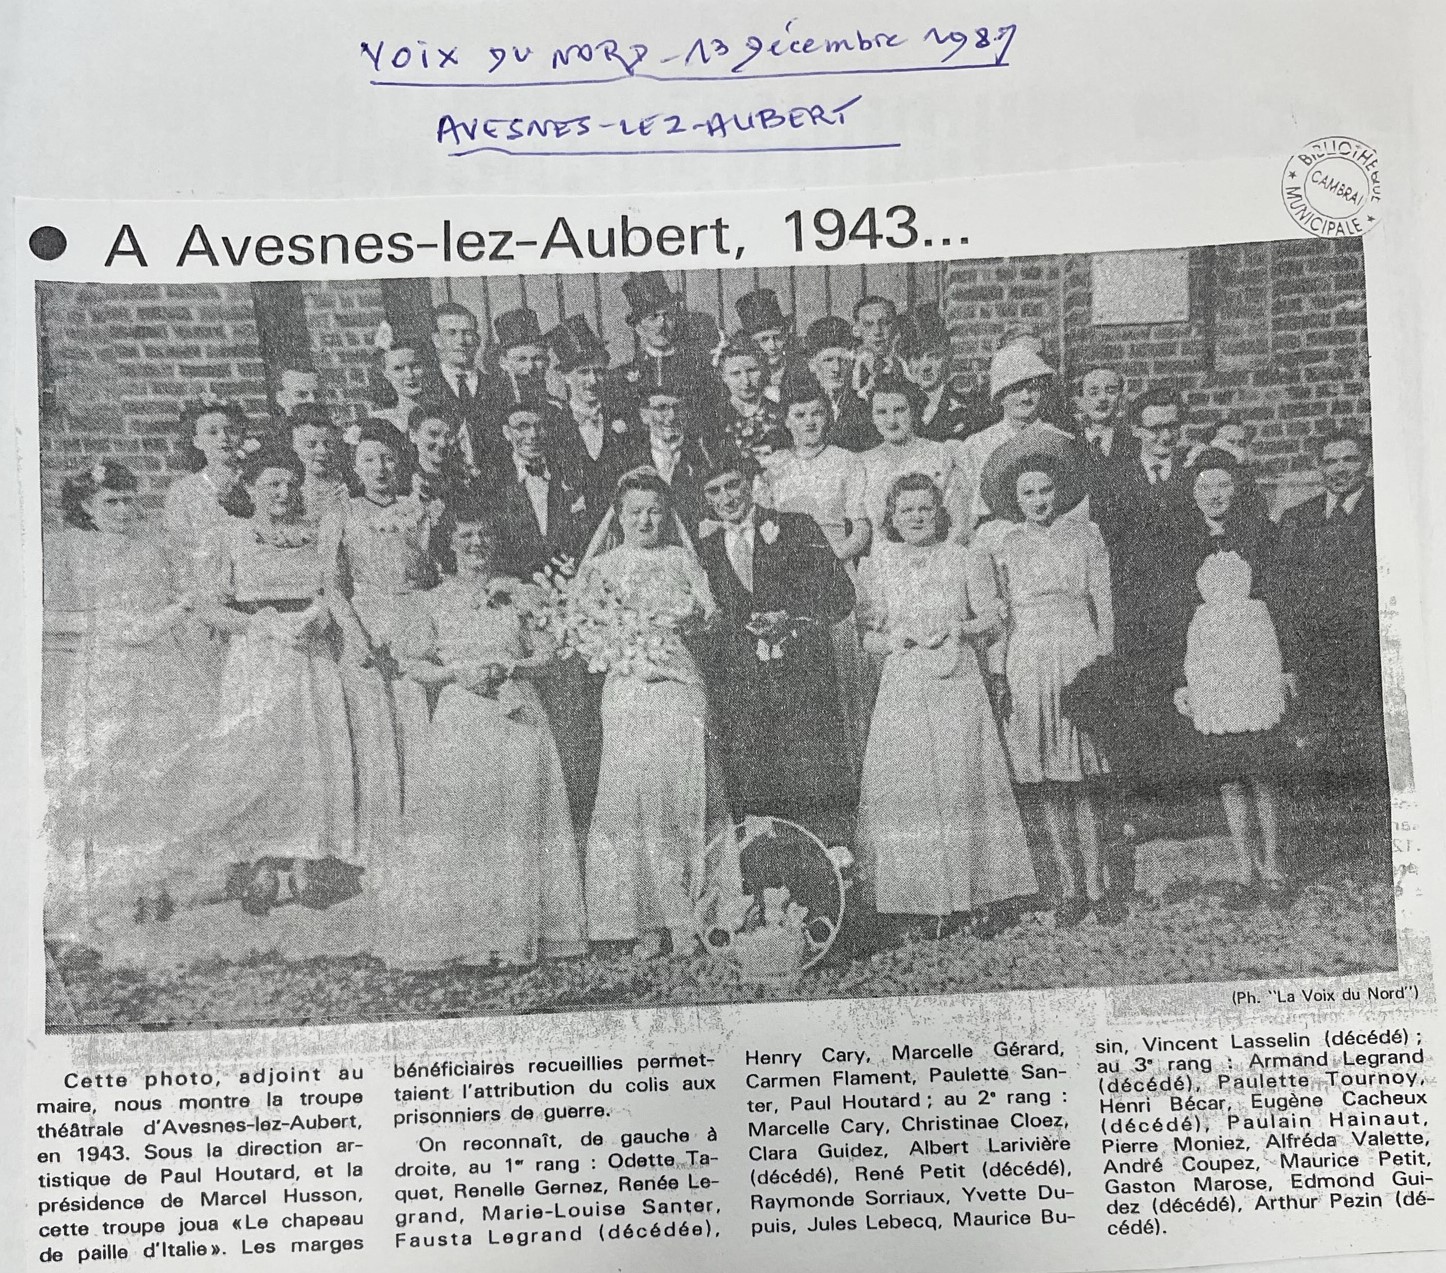 VOIX DU NORD - 13 Décembre 1987
AVESNES-LEZ-AUBERT
BIBLIOTHEQUE MUNICIPALE
CAMBRAI
● A Avesnes-lez-Aubert, 1943...
(Ph. "La Voix du Nord")
Cette photo, adjoint au
maire, nous montre la troupe
théâtrale d'Avesnes-lez-Aubert,
en 1943. Sous la direction ar-
tistique de Paul Houtard, et la
présidence de Marcel Husson,
cette troupe joua «Le chapeau
de paille d'Italie». Les marges
bénéficiaires recueillies permet-
taient l'attribution du colis aux
prisonniers de guerre.
On reconnaît, de gauche à
droite, au 1er rang : Odette Ta-
quet, Renelle Gernez, Renée Le-
grand, Marie-Louise Santer,
Fausta Legrand (décédée),
Henry Cary, Marcelle Gérard,
Carmen Flament, Paulette San-
ter, Paul Houtard ; au 2e rang :
Marcelle Cary, Christinae Cloez,
Clara Guidez, Albert Larivière
(décédé), René Petit (décédé),
Raymonde Sorriaux, Yvette Du-
puis, Jules Lebecq, Maurice Bu-
sin, Vincent Lasselin (décédé) ;
au 3e rang : Armand Legrand
(décédé), Paulette Tournoy,
Henri Bécar, Eugène Cacheux
(décédé), Paulain Hainaut,
Pierre Moniez, Alfréda Valette,
André Coupez, Maurice Petit,
Gaston Marose, Edmond Gui-
dez (décédé), Arthur Pezin (dé-
cédé).